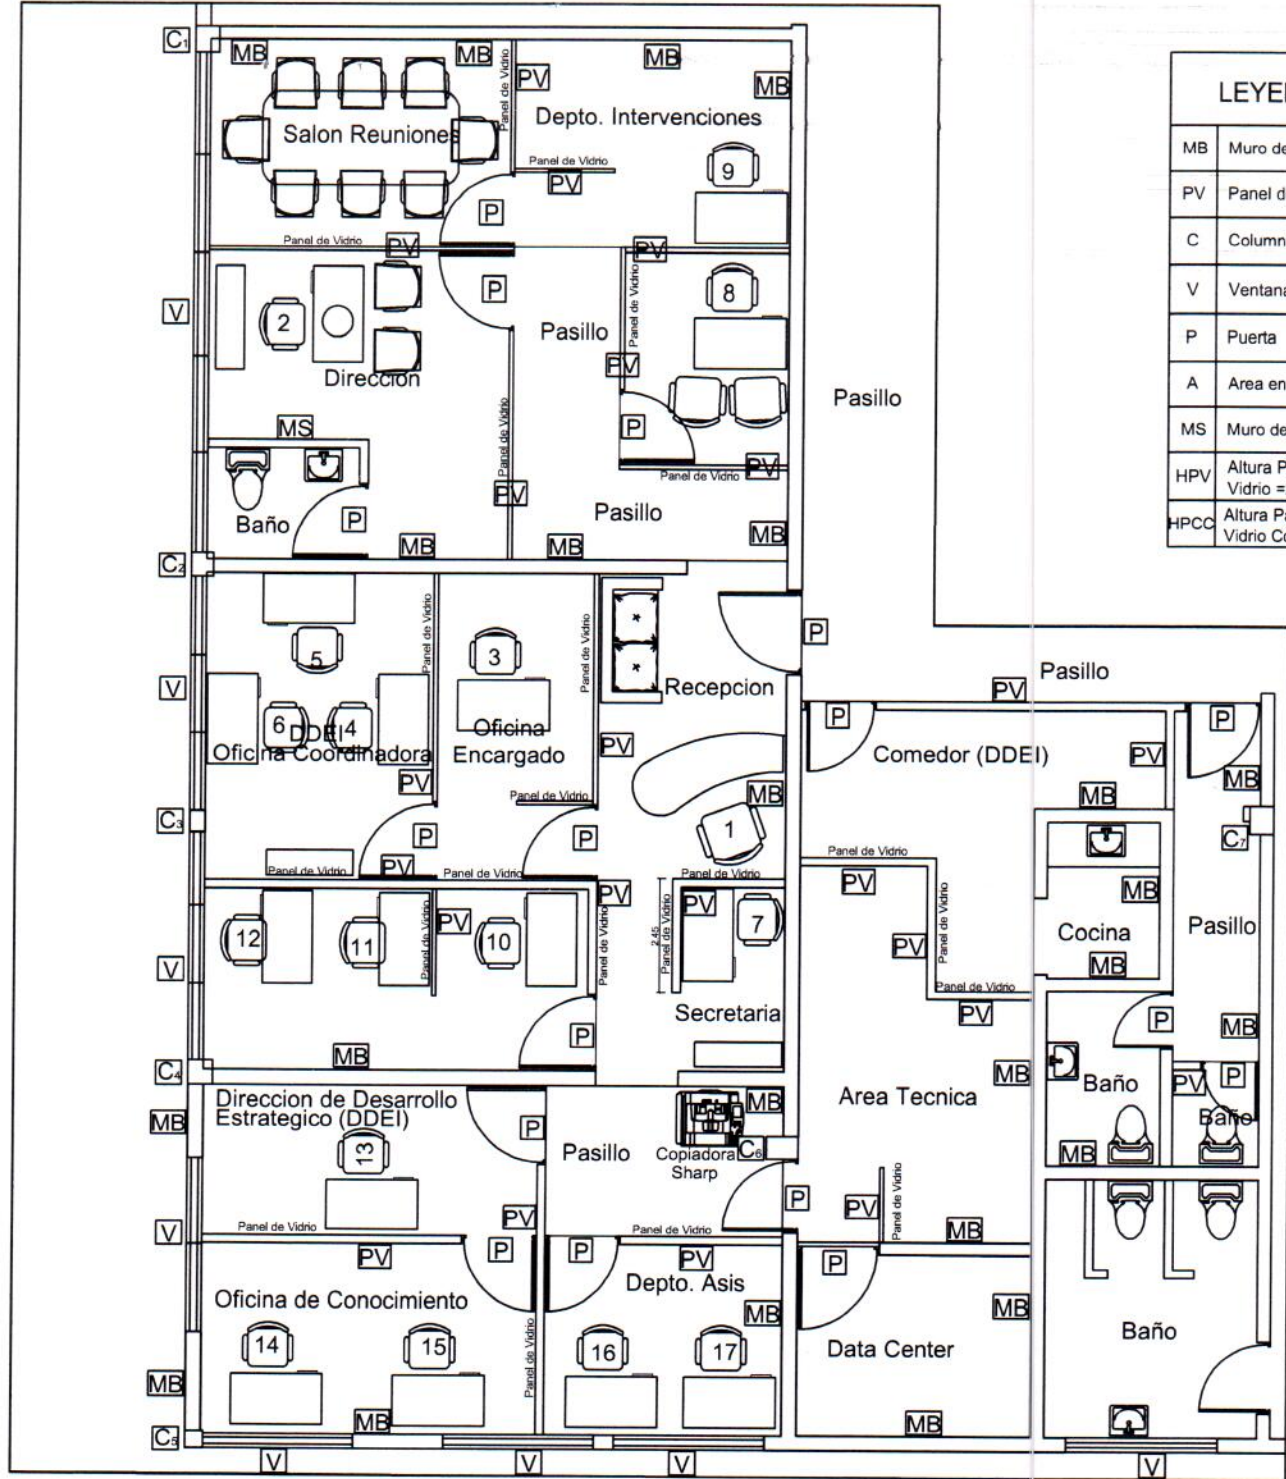 C1
MB
MB
MB
MB
PV
Panel de Vidrio
Salon Reuniones
Depto. Intervenciones
Panel de Vidrio
PV
9
P
Panel de Vidrio
PV
PV
P
Panel de Vidrio
8
V
2
Pasillo
Dirección
PV
Pasillo
MS
Panel de Vidrio
P
Panel de Vidrio
PV
PV
Baño
P
Pasillo
MB
MB
MB
C2
LEYE
MB Muro de
PV Panel d
C Column
V Ventana
P Puerta
A Area en
MS Muro de
HPV Altura P
Vidrio =
HPCC Altura Pa
Vidrio Co
5
Panel de Vidrio
3
Panel de Vidrio
P
V
Recepcion
Pasillo
PV
6
4
DDEI
Oficina Coordinadora
Oficina
Encargado
PV
PV
P
Comedor (DDEI)
PV
P
MB
Panel de Vidrio
MB
MB
C3
P
P
1
C7
Panel de Vidrio
PV
Panel de Vidrio
Panel de Vidrio
Panel de Vidrio
PV
PV
PV
MB
12
11
Panel de Vidrio
PV
10
Panel de Vidrio
2.45
Panel de Vidrio
7
PV
Panel de Vidrio
Cocina
Pasillo
V
MB
Panel de Vidrio
PV
Secretaria
P
P
MB
MB
C4
MB
Baño
PV
P
Baño
MB
Direccion de Desarrollo
Estrategico (DDEI)
MB
Area Tecnica
P
13
Pasillo
Copiadora
Sharp
C6
MB
P
PV
Panel de Vidrio
V
Panel de Vidrio
PV
Panel de Vidrio
MB
PV
P
P
PV
P
Depto. Asis
Oficina de Conocimiento
MB
MB
14
15
Panel de Vidrio
16
17
Data Center
Baño
MB
MB
MB
C5
V
V
V
V